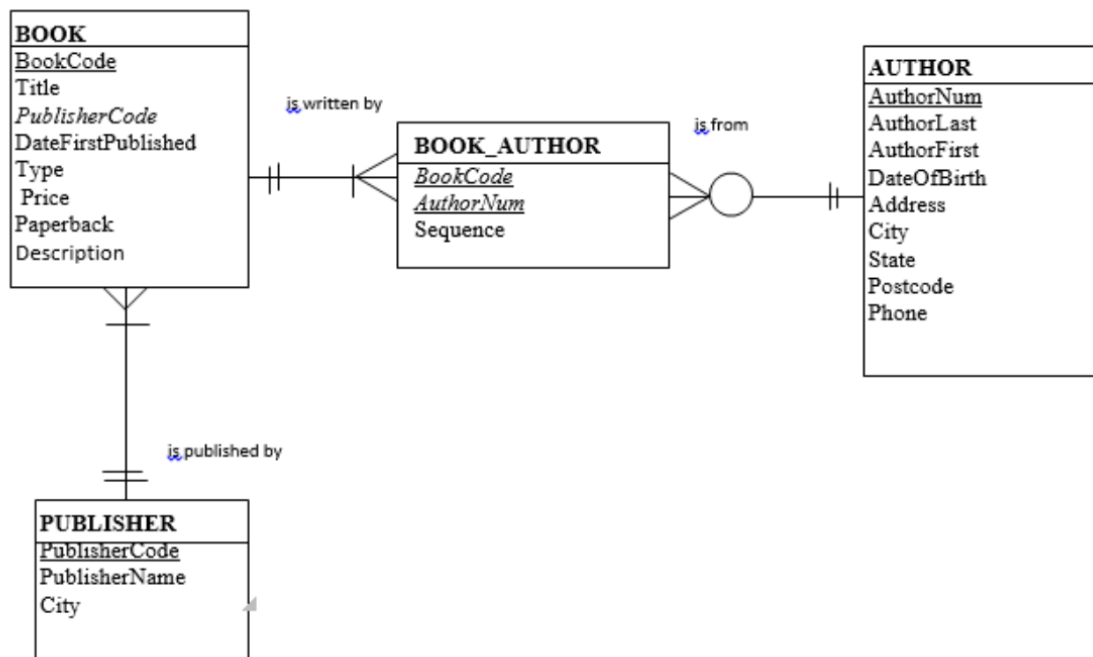 BOOK
BookCode
Title
PublisherCode
DateFirstPublished
Type
Price
Paperback
Description
is written by
BOOK_AUTHOR
BookCode
AuthorNum
Sequence
is from
AUTHOR
AuthorNum
AuthorLast
AuthorFirst
DateOfBirth
Address
City
State
Postcode
Phone
is published by
PUBLISHER
PublisherCode
PublisherName
City